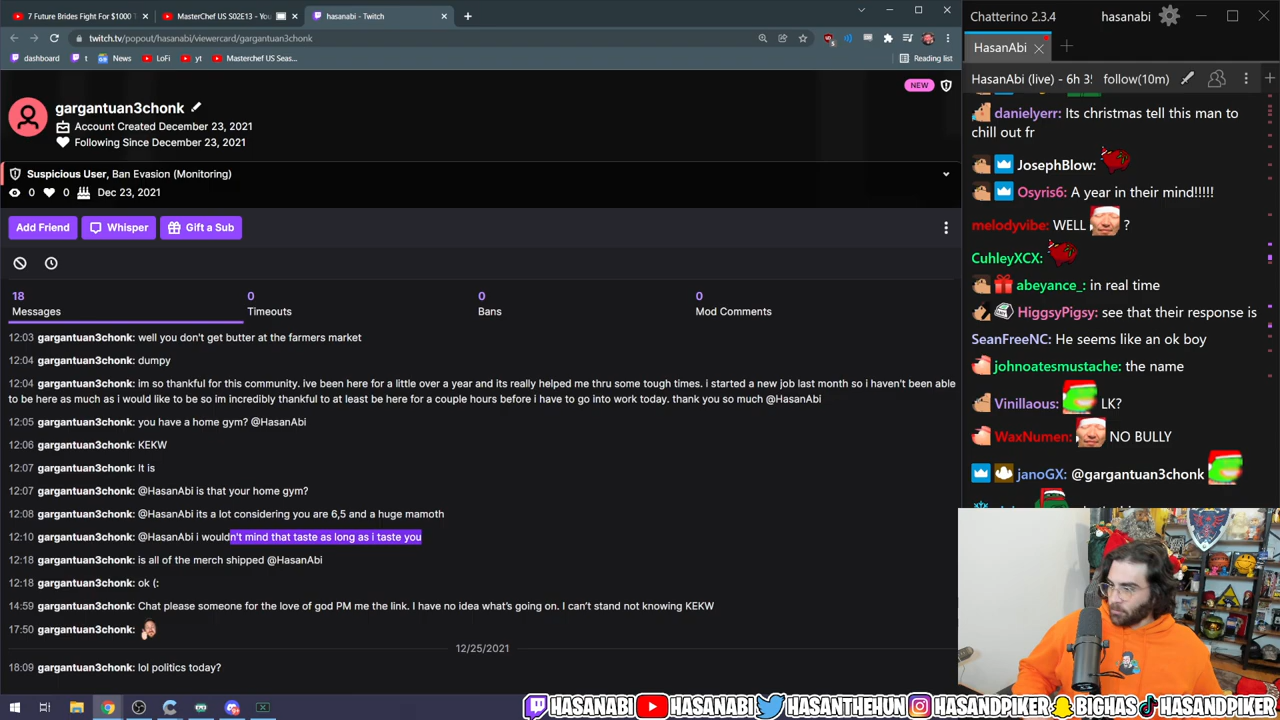 7 Future Brides Fight For $1000
MasterChef US S02E13 - You
hasanabi - Twitch
twitch.tv/popout/hasanabi/viewercard/gargantuan3chonk
dashboard
t
News
LoFi
yt
Masterchef US Seas...
Reading list
NEW
gargantuan3chonk
Account Created December 23, 2021
Following Since December 23, 2021
Suspicious User, Ban Evasion (Monitoring)
0 0 Dec 23, 2021
Add Friend
Whisper
Gift a Sub
18
Messages
0
Timeouts
0
Bans
0
Mod Comments
12:03 gargantuan3chonk: well you don't get butter at the farmers market
12:04 gargantuan3chonk: dumpy
12:04 gargantuan3chonk: im so thankful for this community. ive been here for a little over a year and its really helped me thru some tough times. i started a new job last month so i haven't been able
to be here as much as i would like to be so im incredibly thankful to at least be here for a couple hours before i have to go into work today. thank you so much @HasanAbi
12:05 gargantuan3chonk: you have a home gym? @HasanAbi
12:06 gargantuan3chonk: KEKW
12:07 gargantuan3chonk: It is
12:07 gargantuan3chonk: @HasanAbi is that your home gym?
12:08 gargantuan3chonk: @HasanAbi its a lot considering you are 6,5 and a huge mamoth
12:10 gargantuan3chonk: @HasanAbi i wouldn't mind that taste as long as i taste you
12:18 gargantuan3chonk: is all of the merch shipped @HasanAbi
12:18 gargantuan3chonk: ok (:
14:59 gargantuan3chonk: Chat please someone for the love of god PM me the link. I have no idea what's going on. I can't stand not knowing KEKW
17:50 gargantuan3chonk:
12/25/2021
18:09 gargantuan3chonk: lol politics today?
Chatterino 2.3.4
hasanabi
HasanAbi
HasanAbi (live) - 6h 3
follow(10m)
danielyerr: Its christmas tell this man to
chill out fr
JosephBlow:
Osyris6: A year in their mind!!!!!
melodyvibe: WELL ?
CuhleyXCX:
abeyance_: in real time
HiggsyPigsy: see that their response is
SeanFreeNC: He seems like an ok boy
johnoatesmustache: the name
Vinillaous: LK?
WaxNumen: NO BULLY
janoGX: @gargantuan3chonk
HASANABI
HASANABI
HASANTHEHUN
HASANDPIKER
BIGHAS
HASANDPIKER